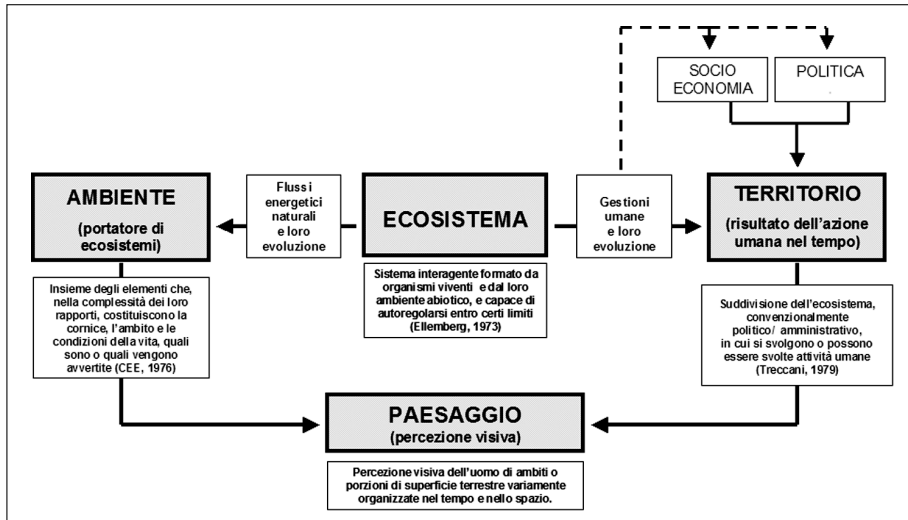 SOCIO
ECONOMIA
POLITICA
AMBIENTE
(portatore di
ecosistemi)
Flussi
energetici
naturali
e loro
evoluzione
ECOSISTEMA
Gestioni
umane
e loro
evoluzione
TERRITORIO
(risultato dell'azione
umana nel tempo)
Insieme degli elementi che,
nella complessità dei loro
rapporti, costituiscono la
cornice, l'ambito e le
condizioni della vita, quali
sono o quali vengono
avvertite (CEE, 1976)
Sistema interagente formato da
organismi viventi e dal loro
ambiente abiotico, e capace di
autoregolarsi entro certi limiti
(Ellemberg, 1973)
Suddivisione dell'ecosistema,
convenzionalmente
politico/ amministrativo,
in cui si svolgono o possono
essere svolte attività umane
(Treccani, 1979)
PAESAGGIO
(percezione visiva)
Percezione visiva dell'uomo di ambiti o
porzioni di superficie terrestre variamente
organizzate nel tempo e nello spazio.